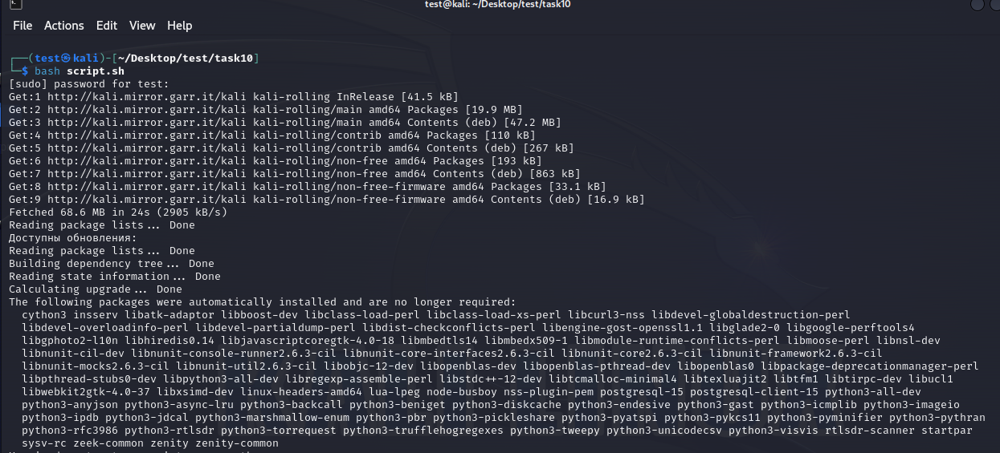 test@kali: ~/Desktop/test/task10
File Actions Edit View Help
┌──(test㉿kali)-[~/Desktop/test/task10]
└─$ bash script.sh
[sudo] password for test:
Get:1 http://kali.mirror.garr.it/kali kali-rolling InRelease [41.5 kB]
Get:2 http://kali.mirror.garr.it/kali kali-rolling/main amd64 Packages [19.9 MB]
Get:3 http://kali.mirror.garr.it/kali kali-rolling/main amd64 Contents (deb) [47.2 MB]
Get:4 http://kali.mirror.garr.it/kali kali-rolling/contrib amd64 Packages [110 kB]
Get:5 http://kali.mirror.garr.it/kali kali-rolling/contrib amd64 Contents (deb) [267 kB]
Get:6 http://kali.mirror.garr.it/kali kali-rolling/non-free amd64 Packages [193 kB]
Get:7 http://kali.mirror.garr.it/kali kali-rolling/non-free amd64 Contents (deb) [863 kB]
Get:8 http://kali.mirror.garr.it/kali kali-rolling/non-free-firmware amd64 Packages [33.1 kB]
Get:9 http://kali.mirror.garr.it/kali kali-rolling/non-free-firmware amd64 Contents (deb) [16.9 kB]
Fetched 68.6 MB in 24s (2905 kB/s)
Reading package lists... Done
Доступны обновления:
Reading package lists... Done
Building dependency tree... Done
Reading state information... Done
Calculating upgrade... Done
The following packages were automatically installed and are no longer required:
cython3 insserv libatk-adaptor libboost-dev libclass-load-perl libclass-load-xs-perl libcurl3-nss libdevel-globaldestruction-perl
libdevel-overloadinfo-perl libdevel-partialdump-perl libdist-checkconflicts-perl libengine-gost-openssl1.1 libglade2-0 libgoogle-perftools4
libgphoto2-l10n libhiredis0.14 libjavascriptcoregtk-4.0-18 libmbedtls14 libmbedx509-1 libmodule-runtime-conflicts-perl libmoose-perl libnsl-dev
libnunit-cil-dev libnunit-console-runner2.6.3-cil libnunit-core-interfaces2.6.3-cil libnunit-core2.6.3-cil libnunit-framework2.6.3-cil
libnunit-mocks2.6.3-cil libnunit-util2.6.3-cil libobjc-12-dev libopenblas-dev libopenblas-pthread-dev libopenblas0 libpackage-deprecationmanager-perl
libpthread-stubs0-dev libpython3-all-dev libregexp-assemble-perl libstdc++-12-dev libtcmalloc-minimal4 libtexluajit2 libtfm1 libtirpc-dev libucl1
libwebkit2gtk-4.0-37 libxsimd-dev linux-headers-amd64 lua-lpeg node-busboy nss-plugin-pem postgresql-15 postgresql-client-15 python3-all-dev
python3-anyjson python3-async-lru python3-backcall python3-beniget python3-diskcache python3-endesive python3-gast python3-icmplib python3-imageio
python3-ipdb python3-jdcal python3-marshmallow-enum python3-pbr python3-pickleshare python3-pyatspi python3-pykcs11 python3-pyminifier python3-pythran
python3-rfc3986 python3-rtlsdr python3-torrequest python3-trufflehogregexes python3-tweepy python3-unicodecsv python3-visvis rtlsdr-scanner startpar
sysv-rc zeek-common zenity zenity-common